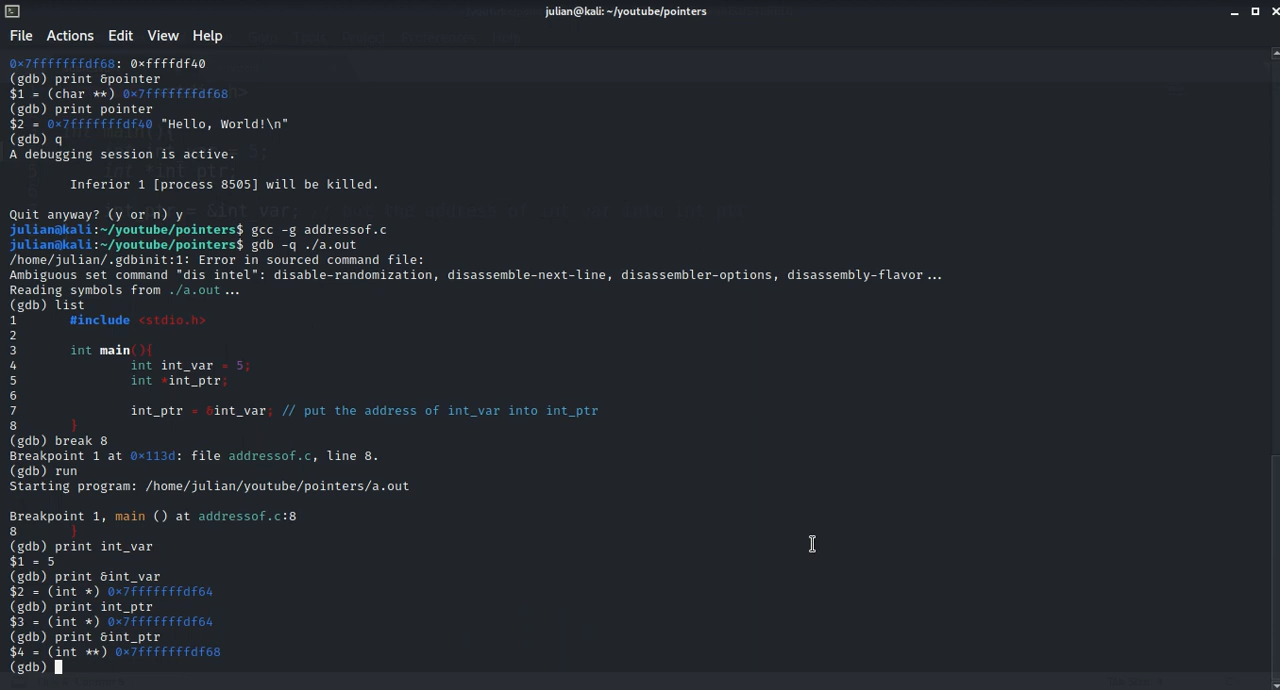 julian@kali: ~/youtube/pointers
File Actions Edit View Help
0x7fffffffdf68: 0xffffdf40
(gdb) print &pointer
$1 = (char **) 0x7fffffffdf68
(gdb) print pointer
$2 = 0x7fffffffdf40 "Hello, World!\n"
(gdb) q
A debugging session is active.
Inferior 1 [process 8505] will be killed.
Quit anyway? (y or n) y
julian@kali:~/youtube/pointers$ gcc -g addressof.c
julian@kali:~/youtube/pointers$ gdb -q ./a.out
/home/julian/.gdbinit:1: Error in sourced command file:
Ambiguous set command "dis intel": disable-randomization, disassemble-next-line, disassembler-options, disassembly-flavor...
Reading symbols from ./a.out...
(gdb) list
1 #include <stdio.h>
2
3 int main(){
4 int int_var = 5;
5 int *int_ptr;
6
7 int_ptr = &int_var; // put the address of int_var into int_ptr
8 }
(gdb) break 8
Breakpoint 1 at 0x113d: file addressof.c, line 8.
(gdb) run
Starting program: /home/julian/youtube/pointers/a.out
Breakpoint 1, main () at addressof.c:8
8 }
(gdb) print int_var
$1 = 5
(gdb) print &int_var
$2 = (int *) 0x7fffffffdf64
(gdb) print int_ptr
$3 = (int *) 0x7fffffffdf64
(gdb) print &int_ptr
$4 = (int **) 0x7fffffffdf68
(gdb)